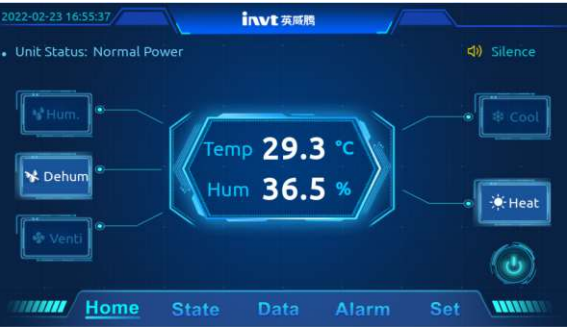 2022-02-23 16:55:37
invt 英威腾
Unit Status: Normal Power
Silence
Hum.
Cool
Temp 29.3 °C
Dehum
Hum 36.5 %
Heat
Venti
Home State Data Alarm Set